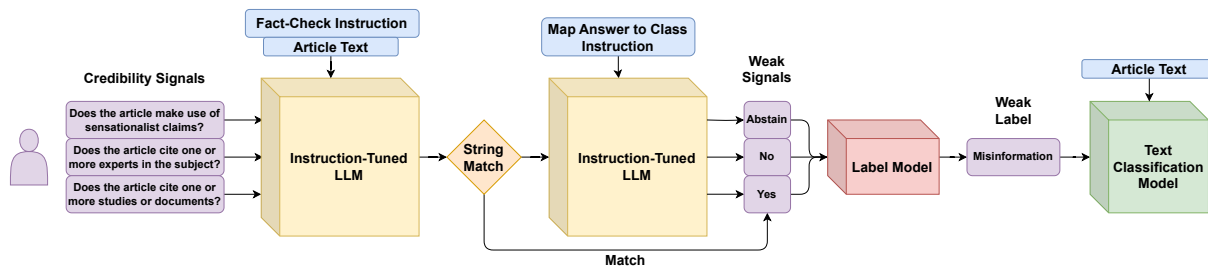 Fact-Check Instruction
Article Text
Credibility Signals
Does the article make use of
sensationalist claims?
Does the article cite one or
more experts in the subject?
Does the article cite one or
more studies or documents?
Instruction-Tuned
LLM
String
Match
Map Answer to Class
Instruction
Instruction-Tuned
LLM
Weak
Signals
Abstain
No
Yes
Match
Label Model
Weak
Label
Misinformation
Article Text
Text
Classification
Model